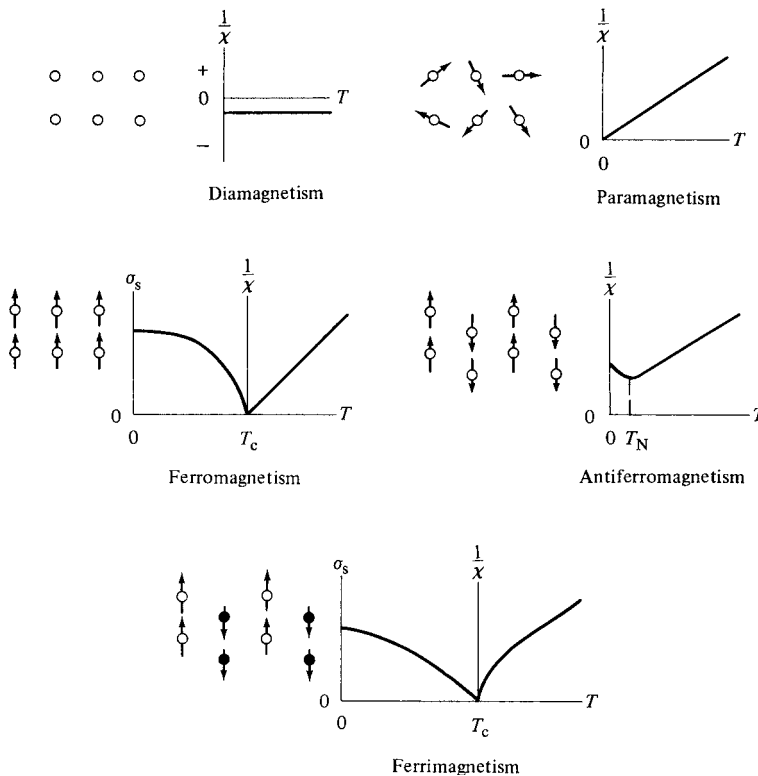 1/χ
+
0
T
−
Diamagnetism
1/χ
0
0
T
Paramagnetism
σs
1/χ
0
0
Tc
T
Ferromagnetism
1/χ
0
0
TN
T
Antiferromagnetism
σs
1/χ
0
0
Tc
T
Ferrimagnetism